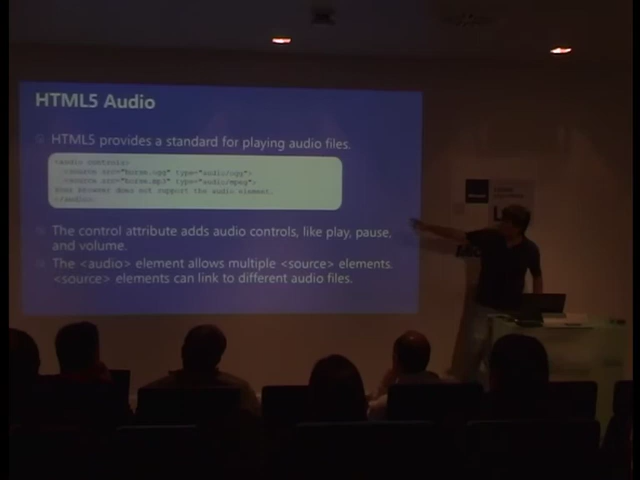 HTML5 Audio
HTML5 provides a standard for playing audio files.
<audio controls>
<source src="horse.ogg" type="audio/ogg">
<source src="horse.mp3" type="audio/mpeg">
Your browser does not support the audio element.
</audio>
The control attribute adds audio controls, like play, pause,
and volume.
The <audio> element allows multiple <source> elements.
<source> elements can link to different audio files.